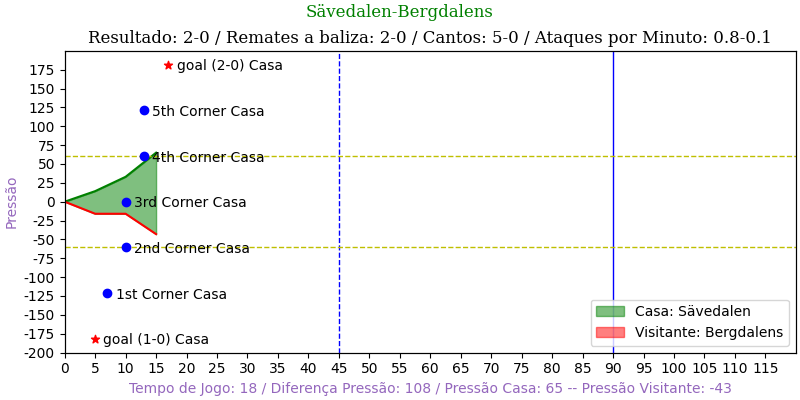 Sävedalen-Bergdalens
Resultado: 2-0 / Remates a baliza: 2-0 / Cantos: 5-0 / Ataques por Minuto: 0.8-0.1
Pressão
175
150
125
100
75
50
25
0
-25
-50
-75
-100
-125
-150
-175
-200
goal (2-0) Casa
5th Corner Casa
4th Corner Casa
3rd Corner Casa
2nd Corner Casa
1st Corner Casa
goal (1-0) Casa
Casa: Sävedalen
Visitante: Bergdalens
0 5 10 15 20 25 30 35 40 45 50 55 60 65 70 75 80 85 90 95 100 105 110 115
Tempo de Jogo: 18 / Diferença Pressão: 108 / Pressão Casa: 65 -- Pressão Visitante: -43